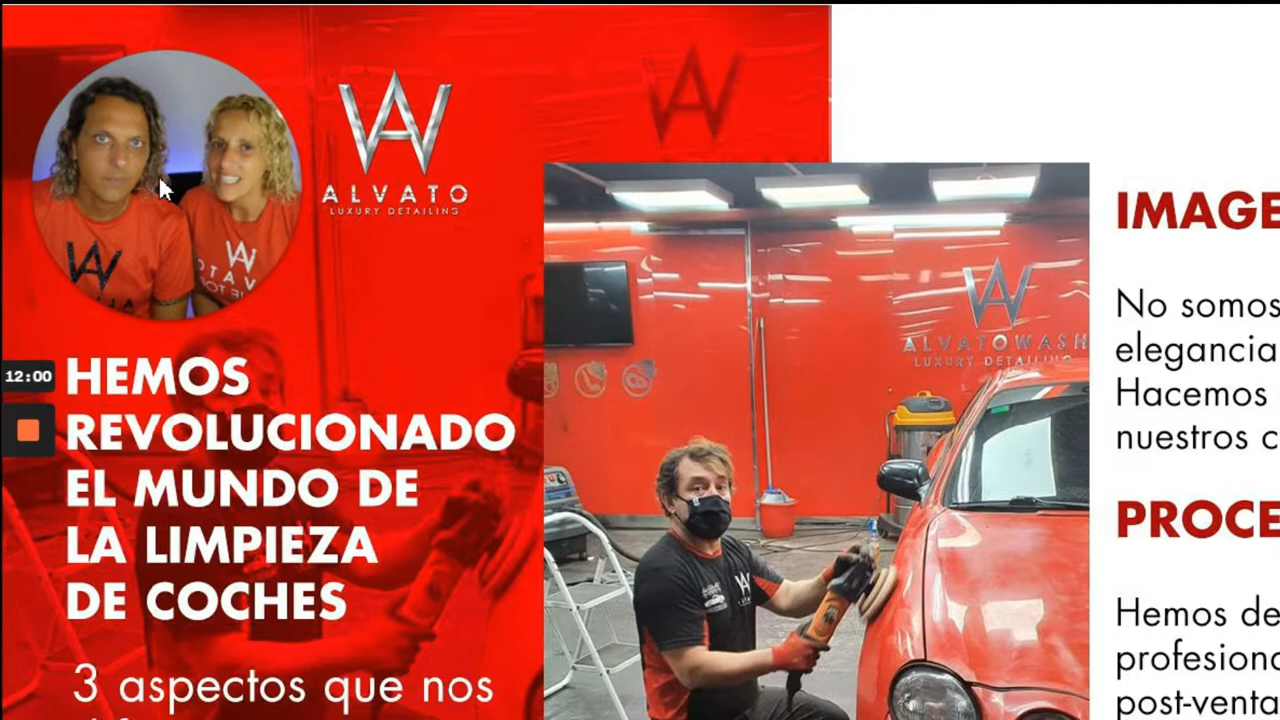 ALVATO
LUXURY DETAILING
12:00
HEMOS
REVOLUCIONADO
EL MUNDO DE
LA LIMPIEZA
DE COCHES
3 aspectos que nos
ALVATOWASH
LUXURY DETAILING
IMAGE
No somos
elegancia
Hacemos
nuestros c
PROCE
Hemos de
profesiona
post-venta